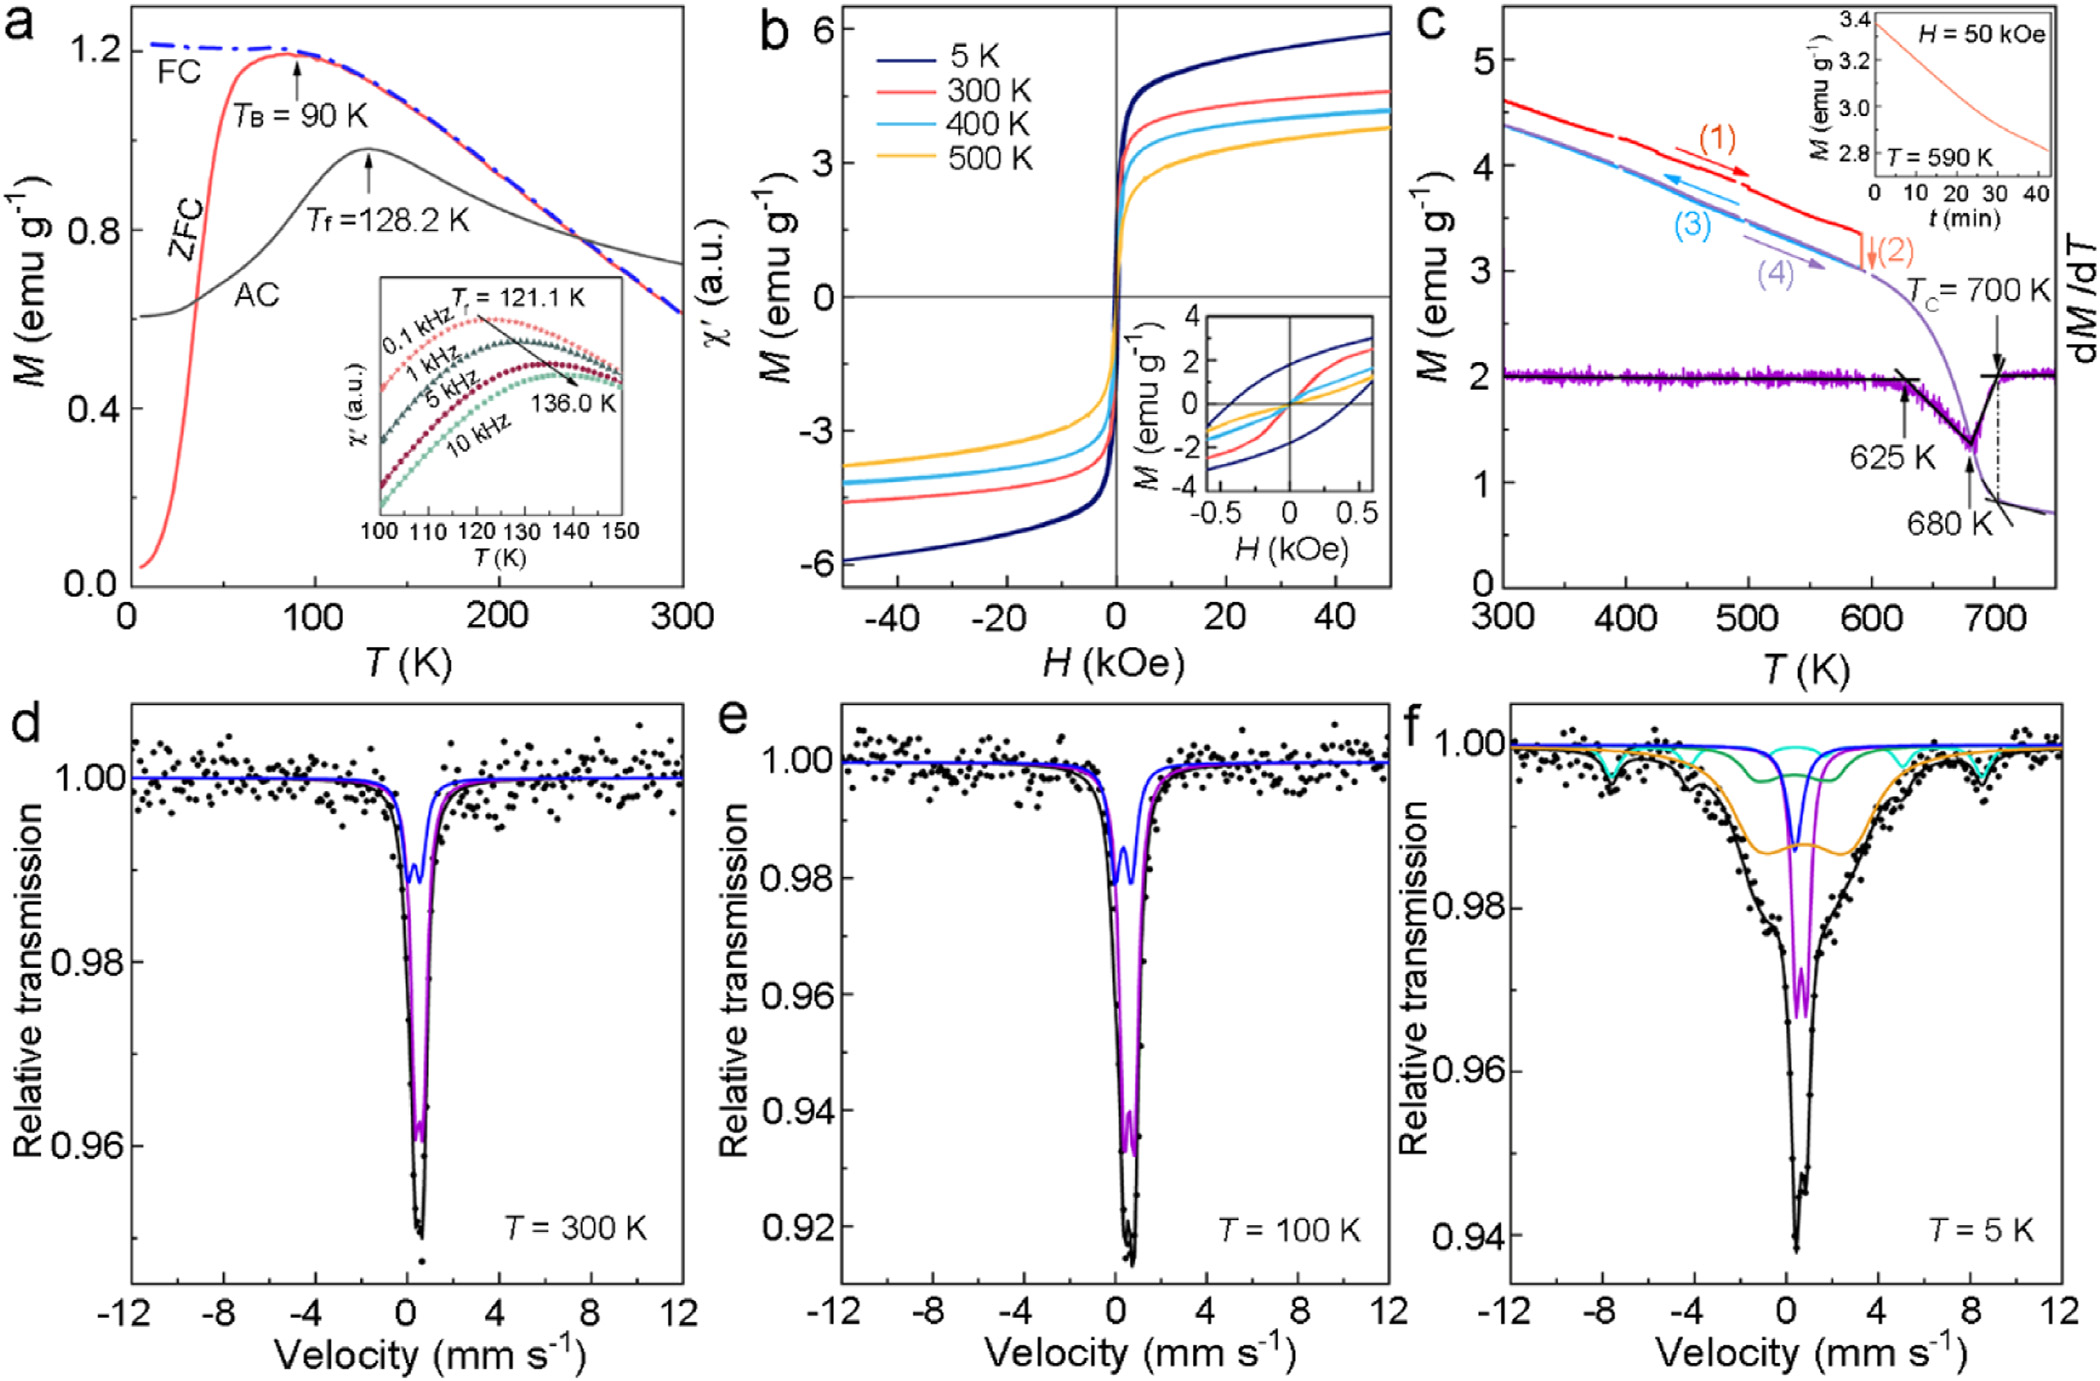 a
M (emu g-1)
1.2
0.8
0.4
0.0
FC
TB = 90 K
ZFC
Tf =128.2 K
AC
χ' (a.u.)
Tf = 121.1 K
0.1 kHz
1 kHz
5 kHz
10 kHz
136.0 K
χ' (a.u.)
100 110 120 130 140 150
T (K)
0 100 200 300
T (K)
b
M (emu g-1)
6
3
0
-3
-6
5 K
300 K
400 K
500 K
M (emu g-1)
4
2
0
-2
-4
-0.5 0 0.5
H (kOe)
-40 -20 0 20 40
H (kOe)
c
M (emu g-1)
5
4
3
2
1
0
(1)
(3)
(4)
(2)
M (emu g-1)
3.4
3.2
3.0
2.8
H = 50 kOe
T = 590 K
0 10 20 30 40
t (min)
TC= 700 K
625 K
680 K
dM/dT
300 400 500 600 700
T (K)
d
Relative transmission
1.00
0.98
0.96
T = 300 K
-12 -8 -4 0 4 8 12
Velocity (mm s-1)
e
Relative transmission
1.00
0.98
0.96
0.94
0.92
T = 100 K
-12 -8 -4 0 4 8 12
Velocity (mm s-1)
f
Relative transmission
1.00
0.98
0.96
0.94
T = 5 K
-12 -8 -4 0 4 8 12
Velocity (mm s-1)